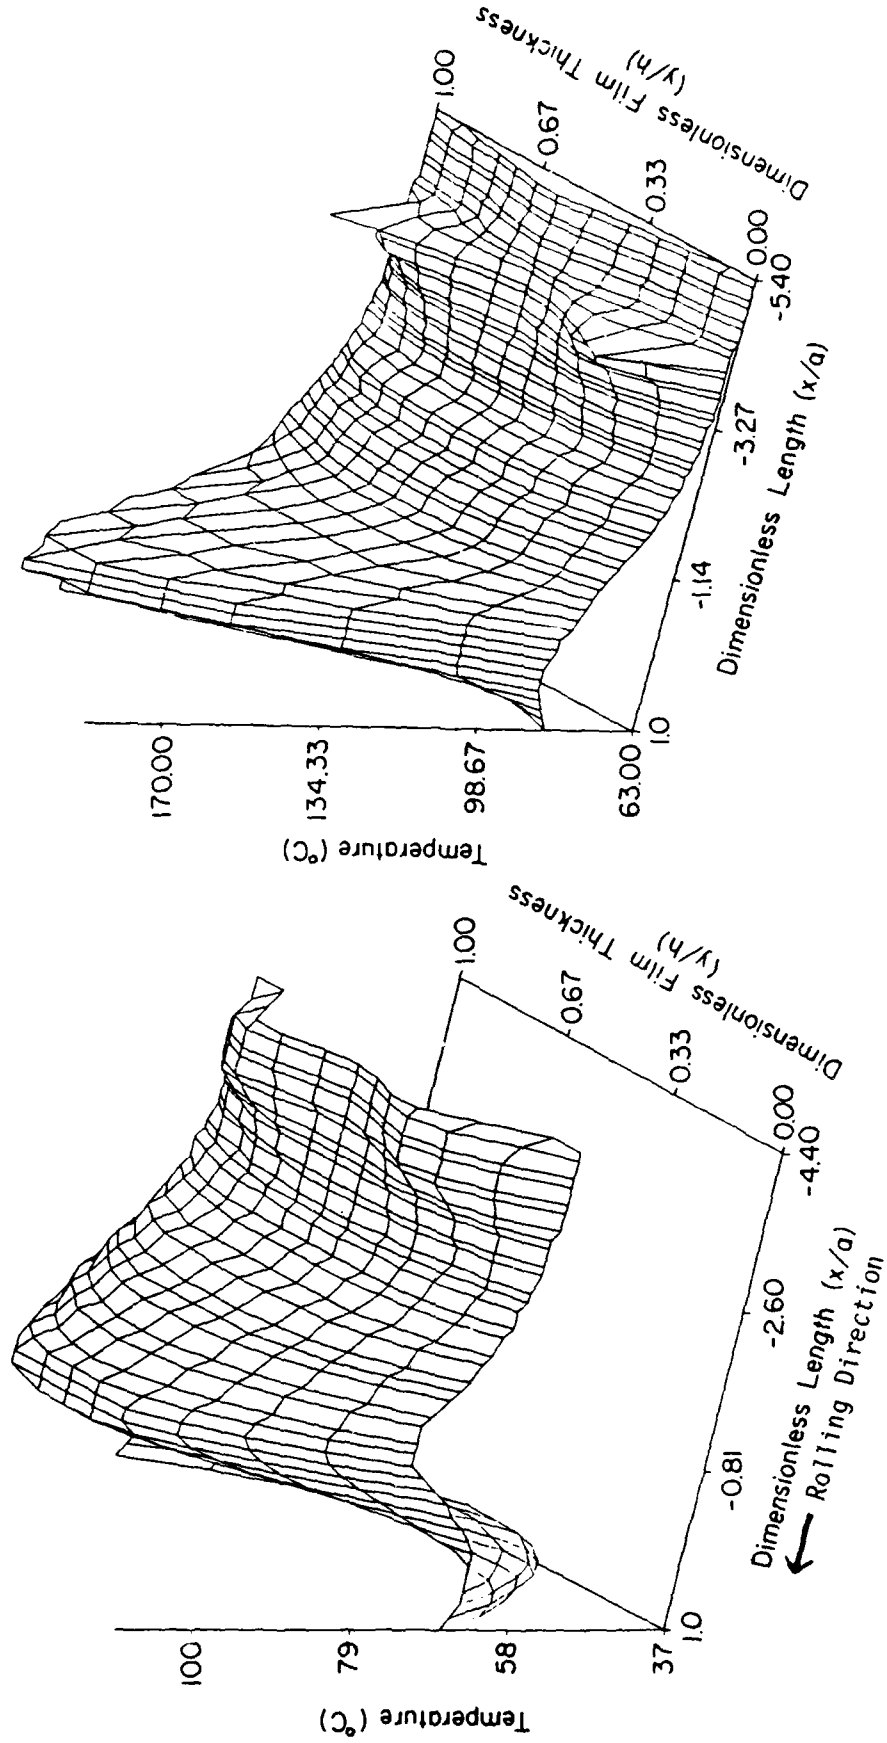 170.00
134.33
98.67
63.00
Temperature (°C)
1.0
-1.14
-3.27
-5.40
Dimensionless Length (x/a)
0.00
0.33
0.67
1.00
Dimensionless Film Thickness
(y/h)
100
79
58
37
Temperature (°C)
1.0
-0.81
-2.60
-4.40
Dimensionless Length (x/a)
Rolling Direction
0.00
0.33
0.67
1.00
Dimensionless Film Thickness
(y/h)